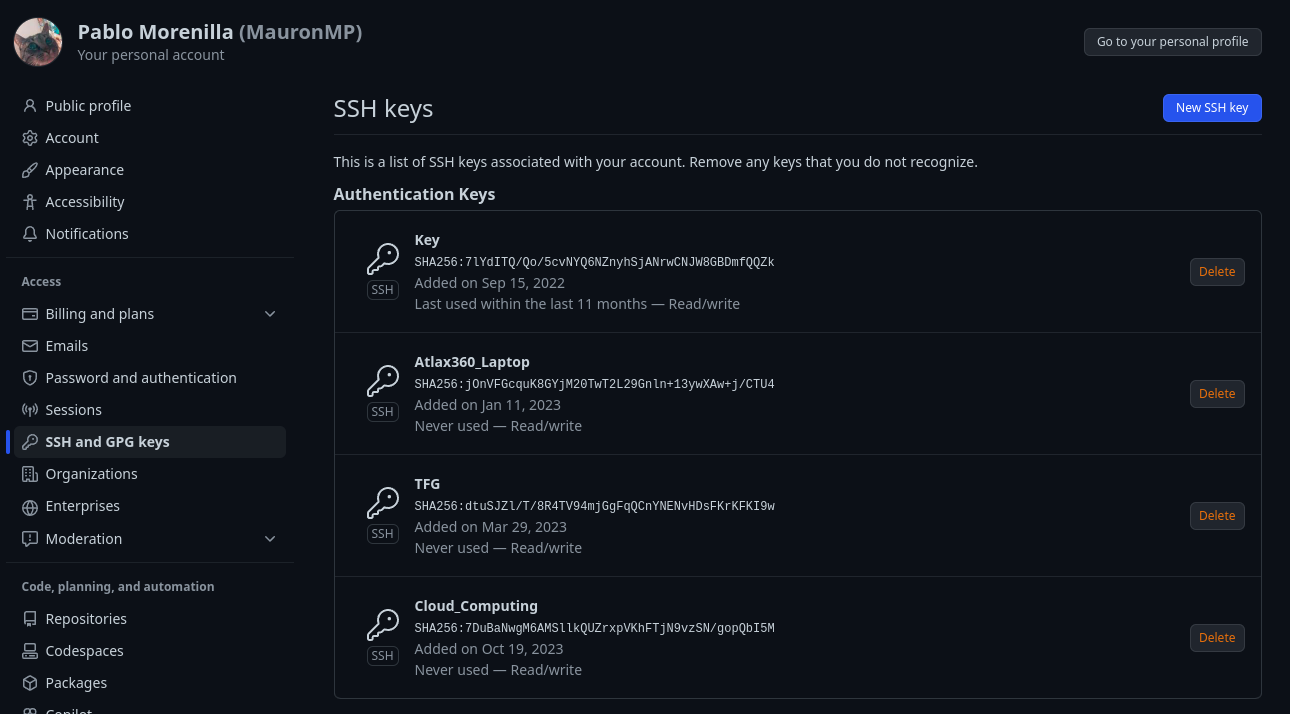 Pablo Morenilla (MauronMP)
Your personal account
Go to your personal profile
Public profile
Account
Appearance
Accessibility
Notifications
Access
Billing and plans
Emails
Password and authentication
Sessions
SSH and GPG keys
Organizations
Enterprises
Moderation
Code, planning, and automation
Repositories
Codespaces
Packages
Copilot
SSH keys
New SSH key
This is a list of SSH keys associated with your account. Remove any keys that you do not recognize.
Authentication Keys
Key
SHA256:7lYdITQ/Qo/5cvNYQ6NZnyhSjANrwCNJW8GBDmfQQZk
Added on Sep 15, 2022
Last used within the last 11 months — Read/write
SSH
Delete
Atlax360_Laptop
SHA256:jOnVFGcquK8GYjM20TwT2L29Gnln+13ywXAw+j/CTU4
Added on Jan 11, 2023
Never used — Read/write
SSH
Delete
TFG
SHA256:dtuSJZl/T/8R4TV94mjGgFqQCnYNENvHDsFKrKFKI9w
Added on Mar 29, 2023
Never used — Read/write
SSH
Delete
Cloud_Computing
SHA256:7DuBaNwgM6AMSllkQUZrxpVKhFTjN9vzSN/gopQbI5M
Added on Oct 19, 2023
Never used — Read/write
SSH
Delete